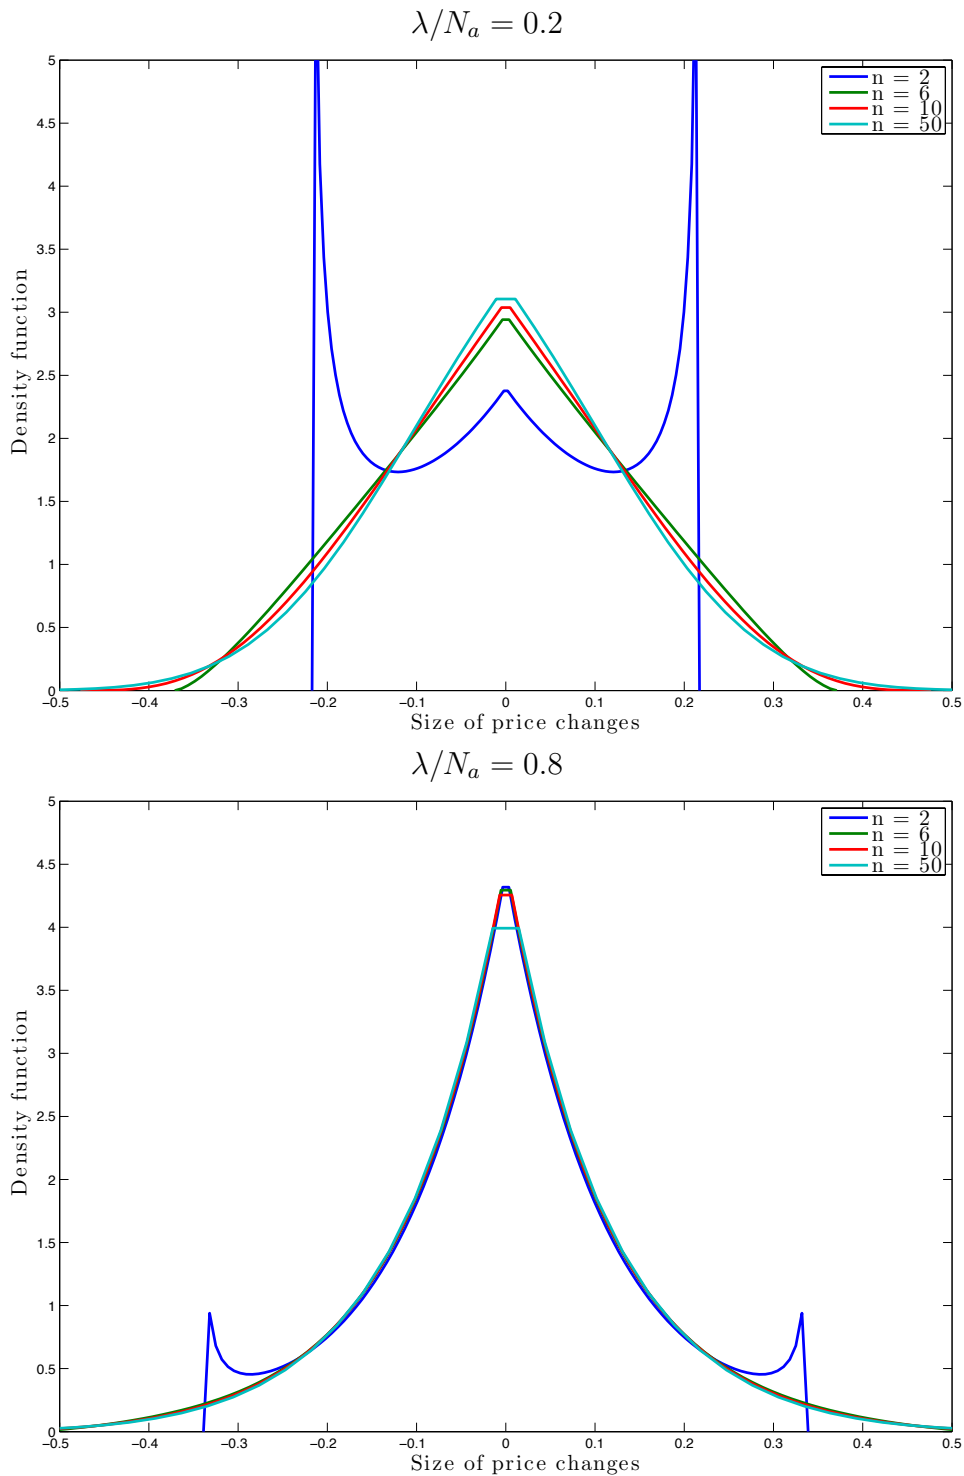 λ/Nₐ = 0.2
5
4.5
4
3.5
3
2.5
2
1.5
1
0.5
0
Density function
n = 2
n = 6
n = 10
n = 50
−0.5 −0.4 −0.3 −0.2 −0.1 0 0.1 0.2 0.3 0.4 0.5
Size of price changes
λ/Nₐ = 0.8
5
4.5
4
3.5
3
2.5
2
1.5
1
0.5
0
Density function
n = 2
n = 6
n = 10
n = 50
−0.5 −0.4 −0.3 −0.2 −0.1 0 0.1 0.2 0.3 0.4 0.5
Size of price changes